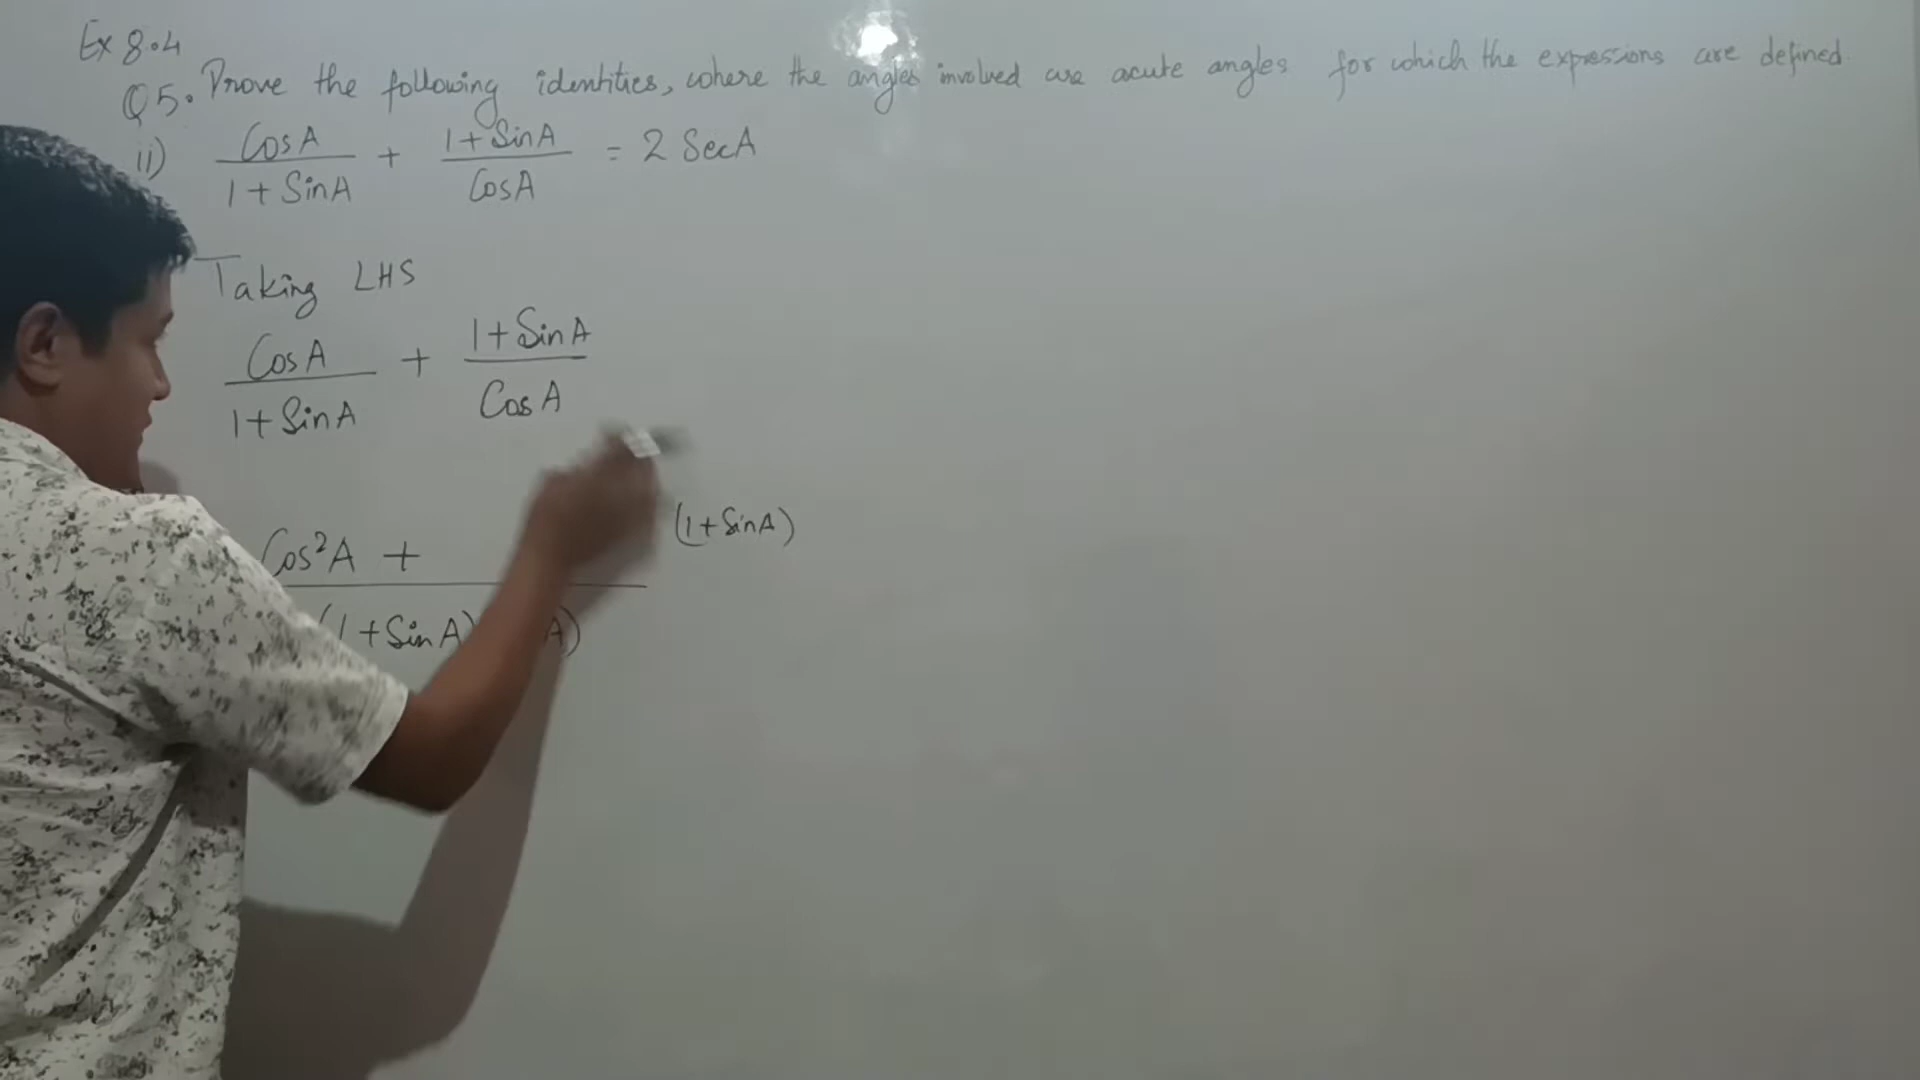 Ex 8.4
Q5. Prove the following identities, where the angles involved are acute angles for which the expressions are defined.
ii) CosA / 1 + SinA + 1 + SinA / CosA = 2 SecA
Taking LHS
CosA / 1 + SinA + 1 + SinA / CosA
Cos²A + (1 + SinA)
(1 + SinA) A)